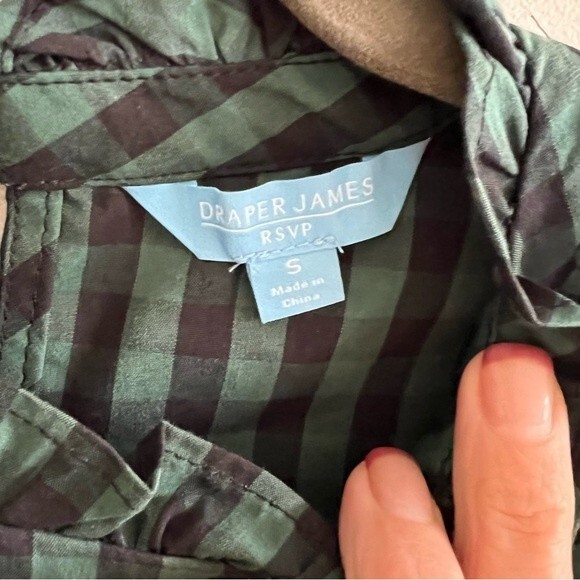 DRAPER JAMES
RSVP
S
Made in
China